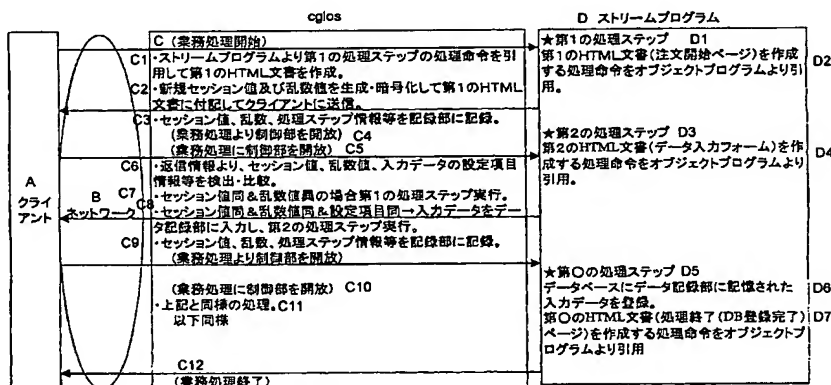 cgios
D ストリームプログラム
C (業務処理開始)
C1 ・ストリームプログラムより第1の処理ステップの処理命令を引
用して第1のHTML文書を作成。
C2 ・新規セッション値及び乱数値を生成・暗号化して第1のHTML
文書に付記してクライアントに送信。
C3 ・セッション値、乱数、処理ステップ情報等を記録部に記録。
(業務処理より制御部を開放) C4
(業務処理に制御部を開放) C5
C6 ・返信情報より、セッション値、乱数値、入力データの設定項目
情報等を検出・比較。
C7 ・セッション値同&乱数値異の場合第1の処理ステップ実行。
C8 ・セッション値同&乱数値同&設定項目同→入力データをデー
タ記録部に入力し、第2の処理ステップ実行。
C9 ・セッション値、乱数、処理ステップ情報等を記録部に記録。
(業務処理より制御部を開放)
(業務処理に制御部を開放) C10
・上記と同様の処理。C11
以下同様
C12
(業務処理終了)
A
クライ
アント
B
ネットワーク
★第1の処理ステップ D1
第1のHTML文書(注文開始ページ)を作成 D2
する処理命令をオブジェクトプログラムより引
用。
★第2の処理ステップ D3
第2のHTML文書(データ入力フォーム)を作 D4
成する処理命令をオブジェクトプログラムより
引用。
★第〇の処理ステップ D5
データベースにデータ記録部に記憶された D6
入力データを登録。
第〇のHTML文書(処理終了(DB登録完了) D7
ページ)を作成する処理命令をオブジェクトプ
ログラムより引用